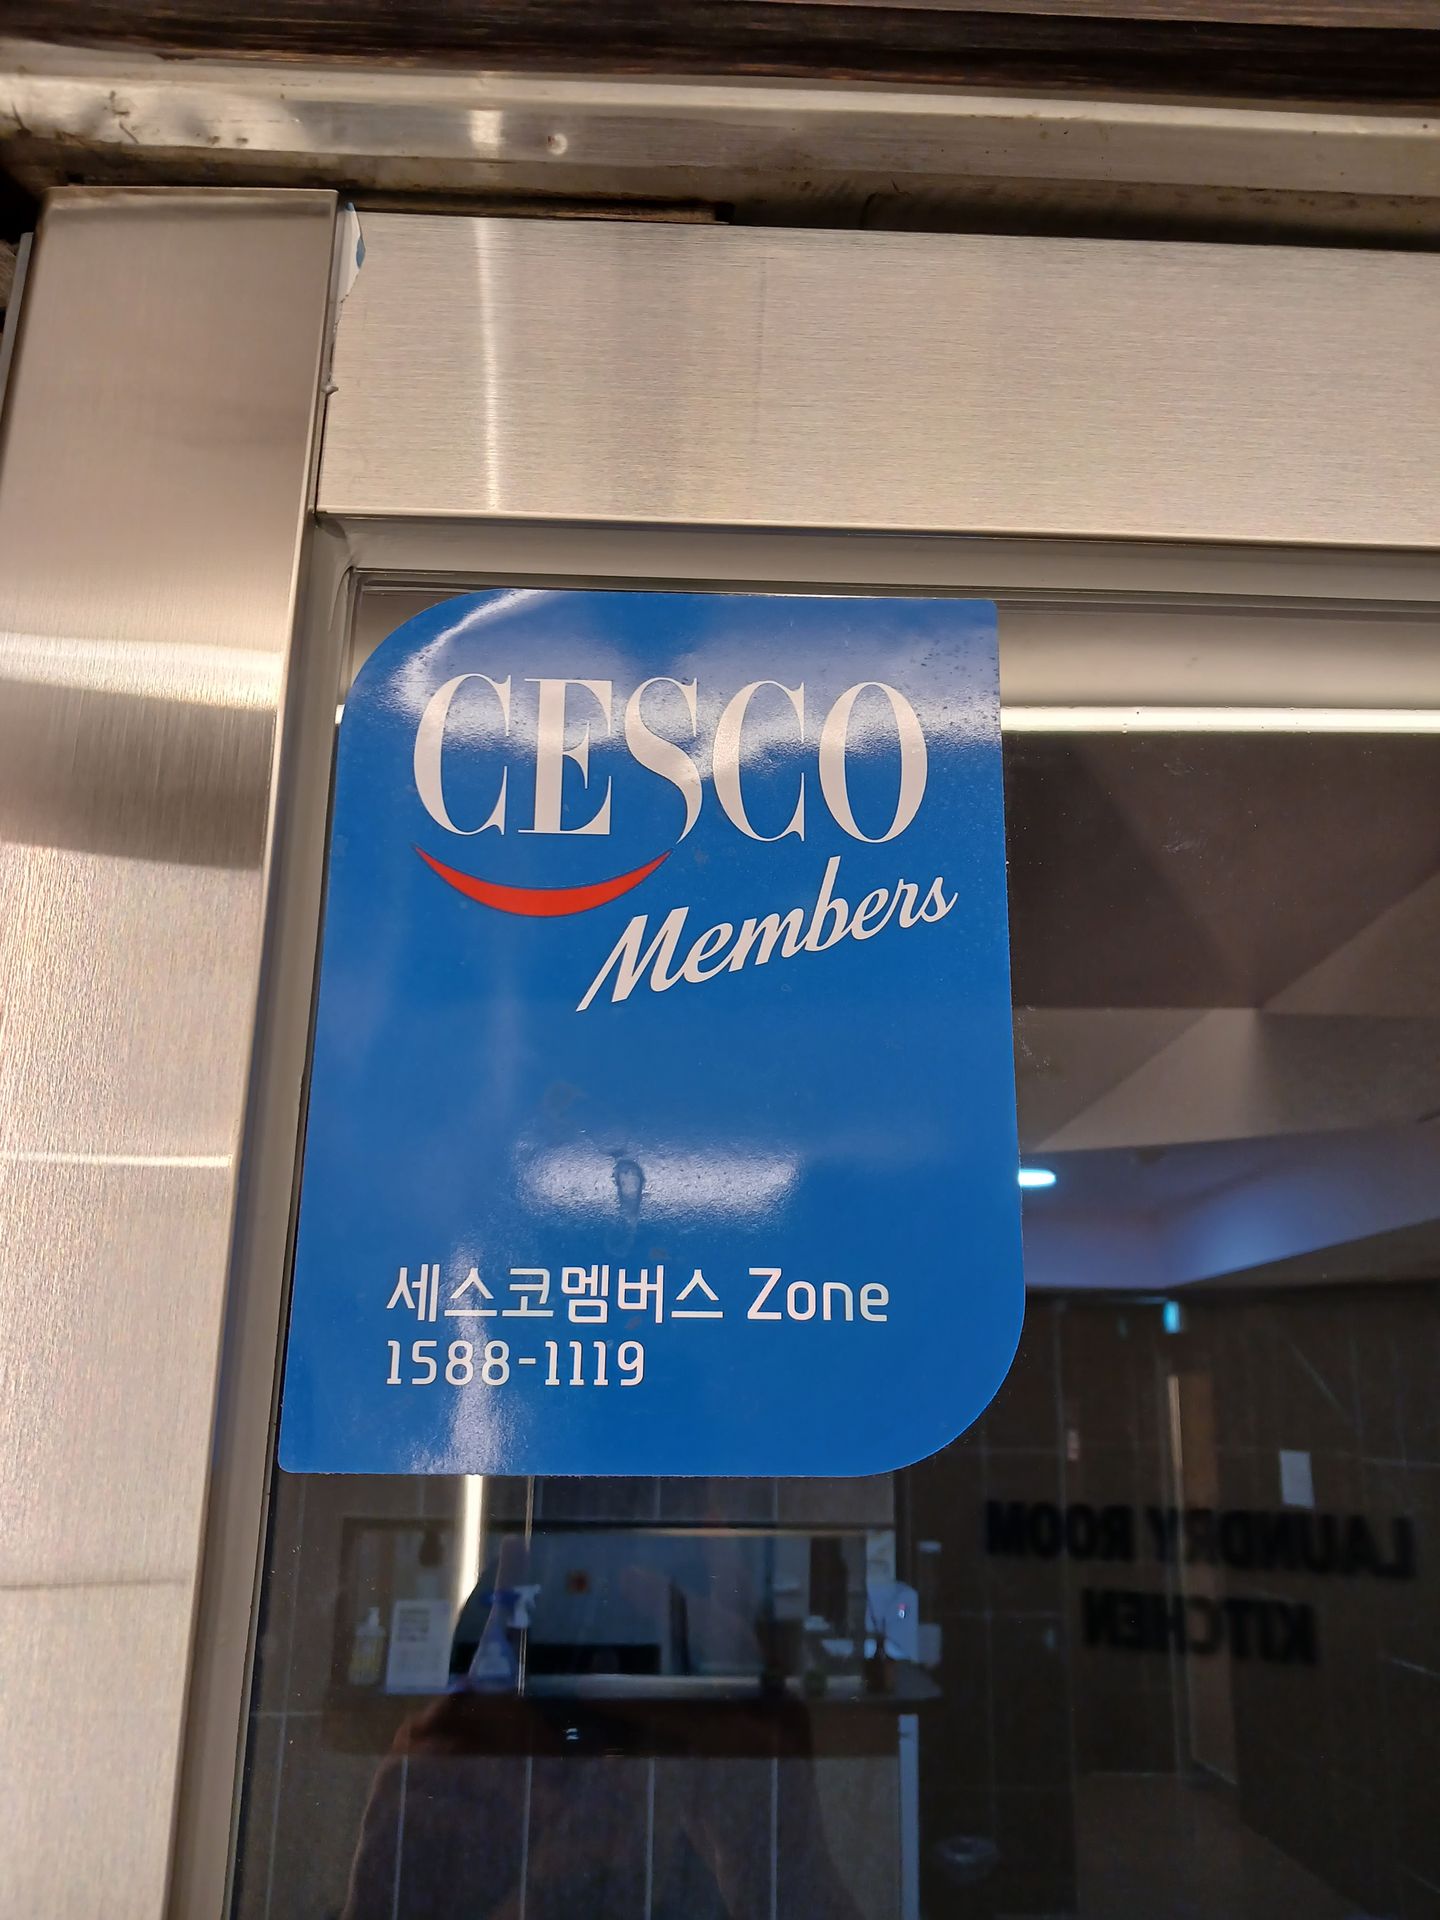 CESCO
Members
세스코멤버스 Zone
1588-1119
LAUNDRY ROOM
KITCHEN